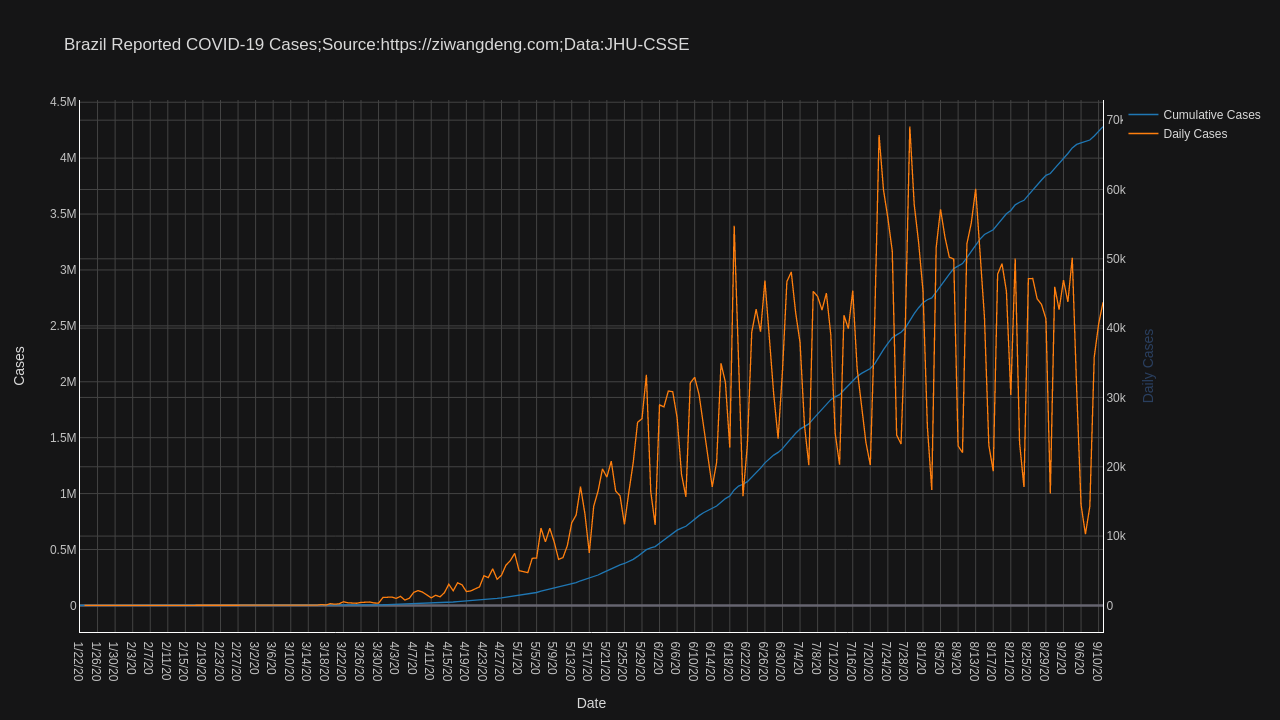 Brazil Reported COVID-19 Cases;Source:https://ziwangdeng.com;Data:JHU-CSSE
4.5M
4M
3.5M
3M
2.5M
2M
1.5M
1M
0.5M
0
Cases
70k
60k
50k
40k
30k
20k
10k
0
Daily Cases
Cumulative Cases
Daily Cases
1/22/20
1/26/20
1/30/20
2/3/20
2/7/20
2/11/20
2/15/20
2/19/20
2/23/20
2/27/20
3/2/20
3/6/20
3/10/20
3/14/20
3/18/20
3/22/20
3/26/20
3/30/20
4/3/20
4/7/20
4/11/20
4/15/20
4/19/20
4/23/20
4/27/20
5/1/20
5/5/20
5/9/20
5/13/20
5/17/20
5/21/20
5/25/20
5/29/20
6/2/20
6/6/20
6/10/20
6/14/20
6/18/20
6/22/20
6/26/20
6/30/20
7/4/20
7/8/20
7/12/20
7/16/20
7/20/20
7/24/20
7/28/20
8/1/20
8/5/20
8/9/20
8/13/20
8/17/20
8/21/20
8/25/20
8/29/20
9/2/20
9/6/20
9/10/20
Date